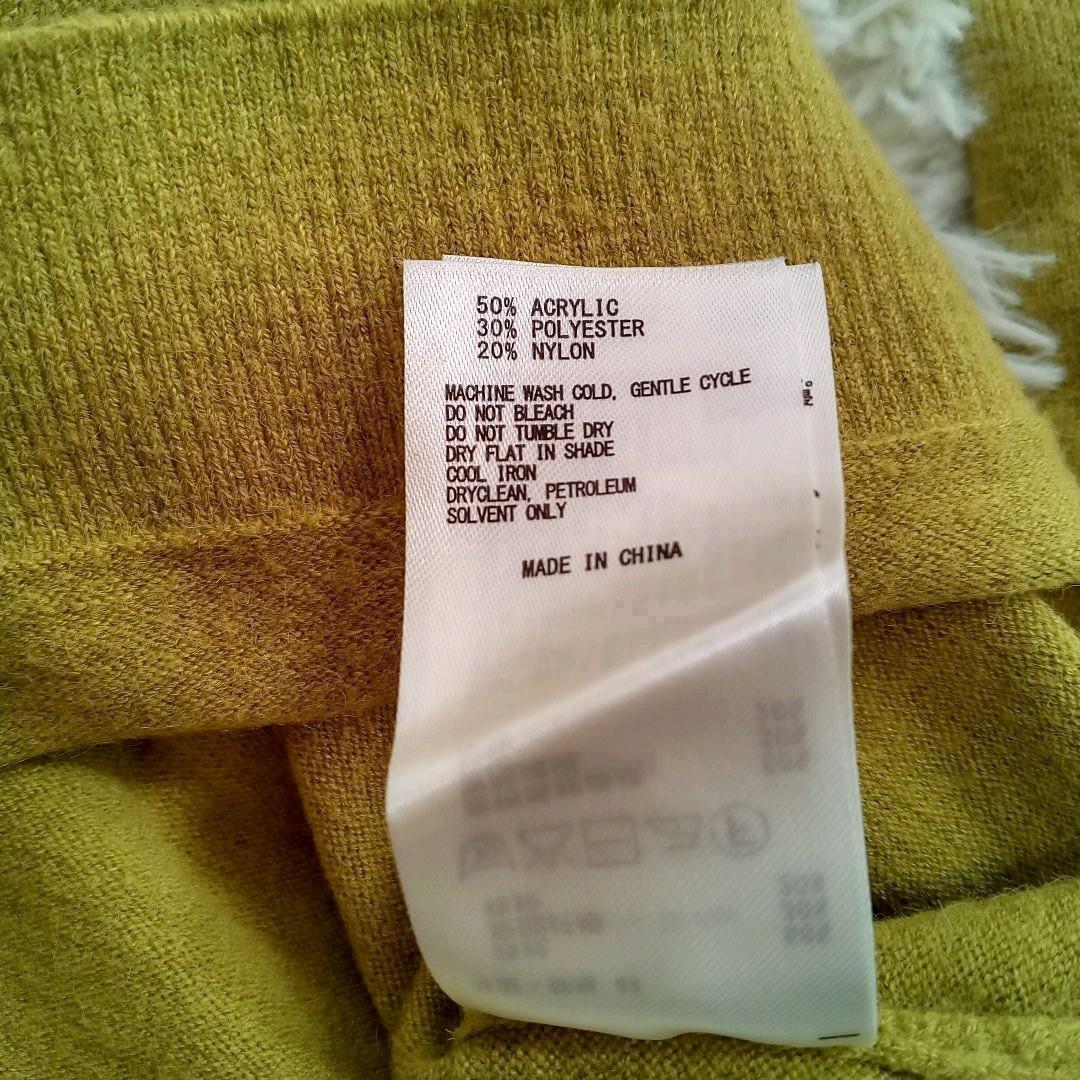 50% ACRYLIC
30% POLYESTER
20% NYLON
MACHINE WASH COLD, GENTLE CYCLE
DO NOT BLEACH
DO NOT TUMBLE DRY
DRY FLAT IN SHADE
COOL IRON
DRYCLEAN, PETROLEUM
SOLVENT ONLY
MADE IN CHINA